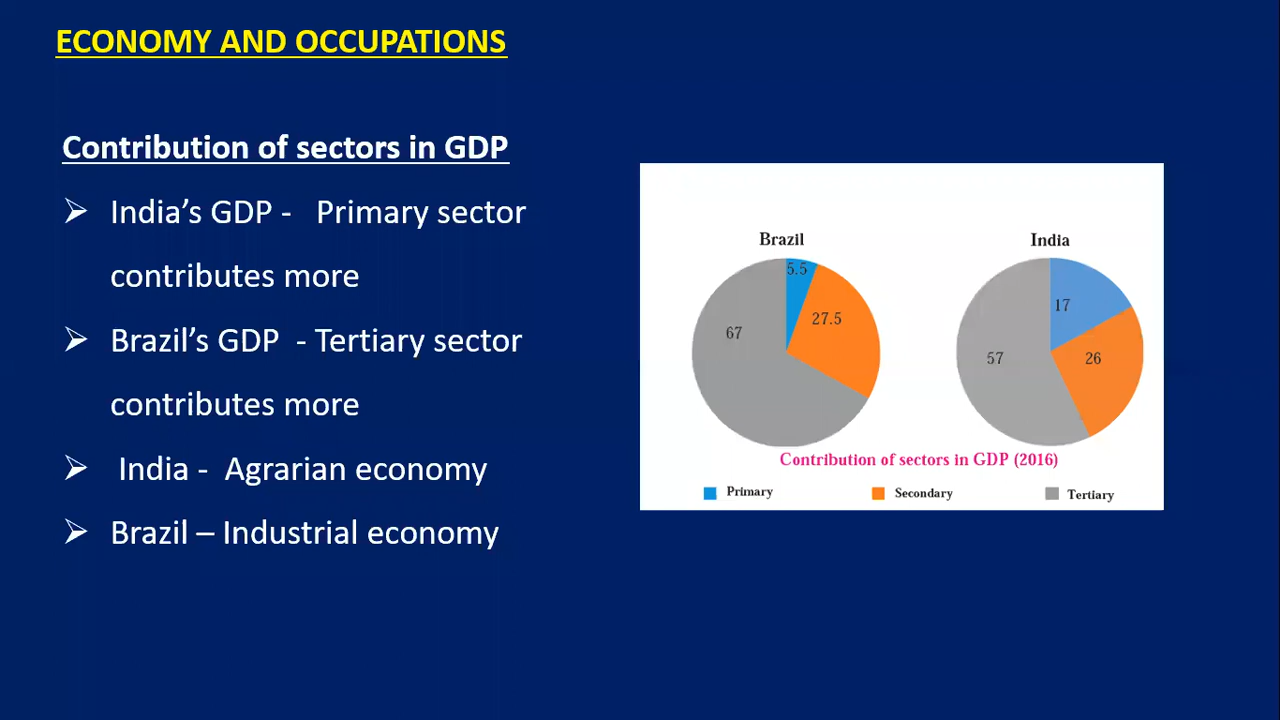 ECONOMY AND OCCUPATIONS
Contribution of sectors in GDP
➢ India’s GDP - Primary sector
contributes more
➢ Brazil’s GDP - Tertiary sector
contributes more
➢ India - Agrarian economy
➢ Brazil – Industrial economy
Brazil
5.5
27.5
67
India
17
26
57
Contribution of sectors in GDP (2016)
Primary
Secondary
Tertiary